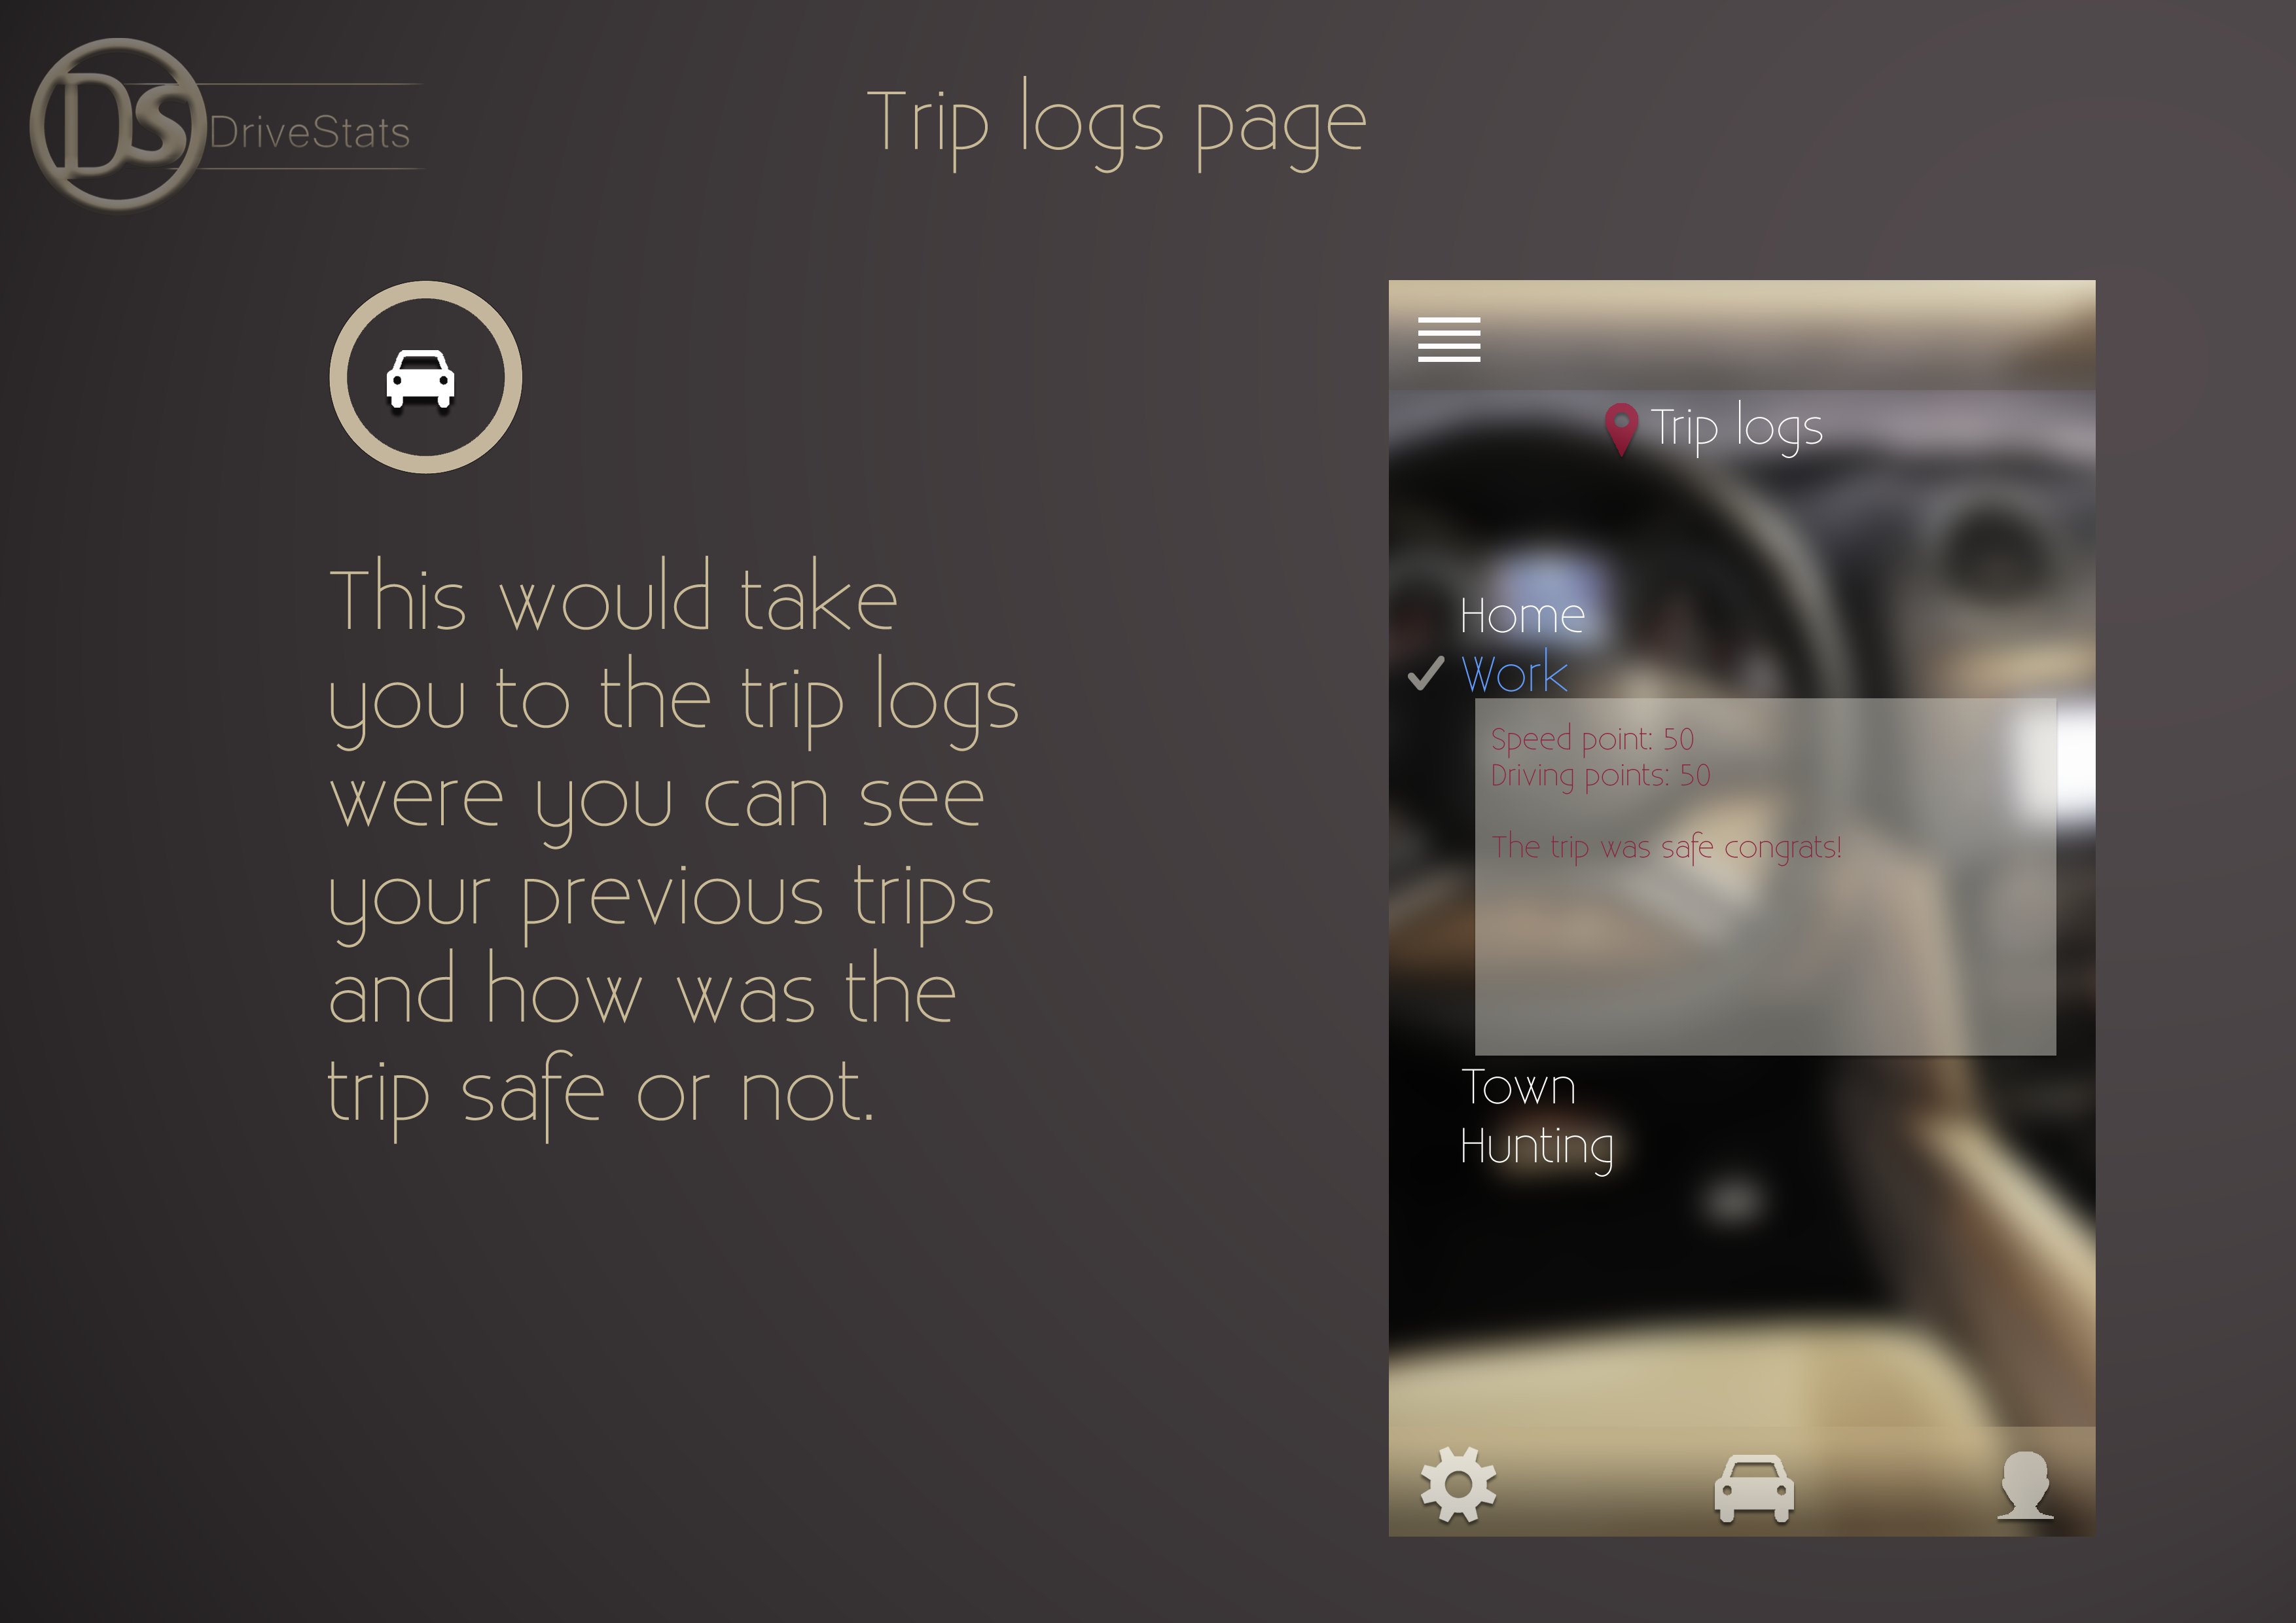 DS DriveStats
Trip logs page
This would take
you to the trip logs
were you can see
your previous trips
and how was the
trip safe or not.
Trip logs
Home
Work
Speed point: 50
Driving points: 50
The trip was safe congrats!
Town
Hunting